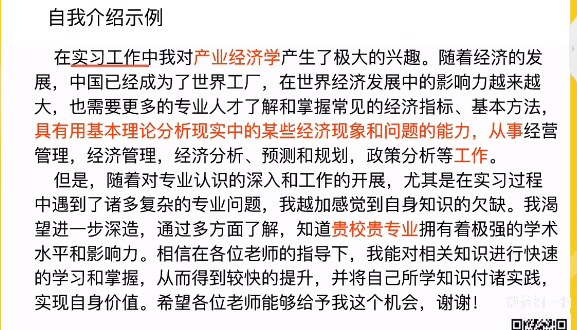 自我介绍示例
在实习工作中我对产业经济学产生了极大的兴趣。随着经济的发
展，中国已经成为了世界工厂，在世界经济发展中的影响力越来越
大，也需要更多的专业人才了解和掌握常见的经济指标、基本方法，
具有用基本理论分析现实中的某些经济现象和问题的能力，从事经营
管理，经济管理，经济分析、预测和规划，政策分析等工作。
但是，随着对专业认识的深入和工作的开展，尤其是在实习过程
中遇到了诸多复杂的专业问题，我越加感觉到自身知识的欠缺。我渴
望进一步深造，通过多方面了解，知道贵校贵专业拥有着极强的学术
水平和影响力。相信在各位老师的指导下，我能对相关知识进行快速
的学习和掌握，从而得到较快的提升，并将自己所学知识付诸实践，
实现自身价值。希望各位老师能够给予我这个机会，谢谢！